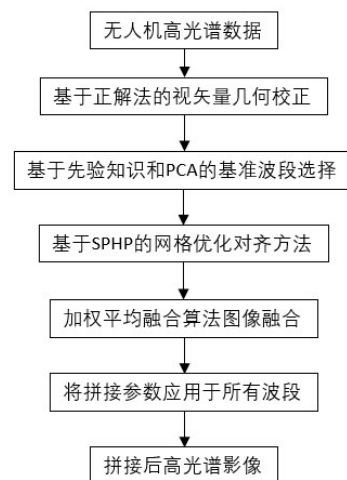 无人机高光谱数据
基于正解法的视矢量几何校正
基于先验知识和PCA的基准波段选择
基于SPHP的网格优化对齐方法
加权平均融合算法图像融合
将拼接参数应用于所有波段
拼接后高光谱影像